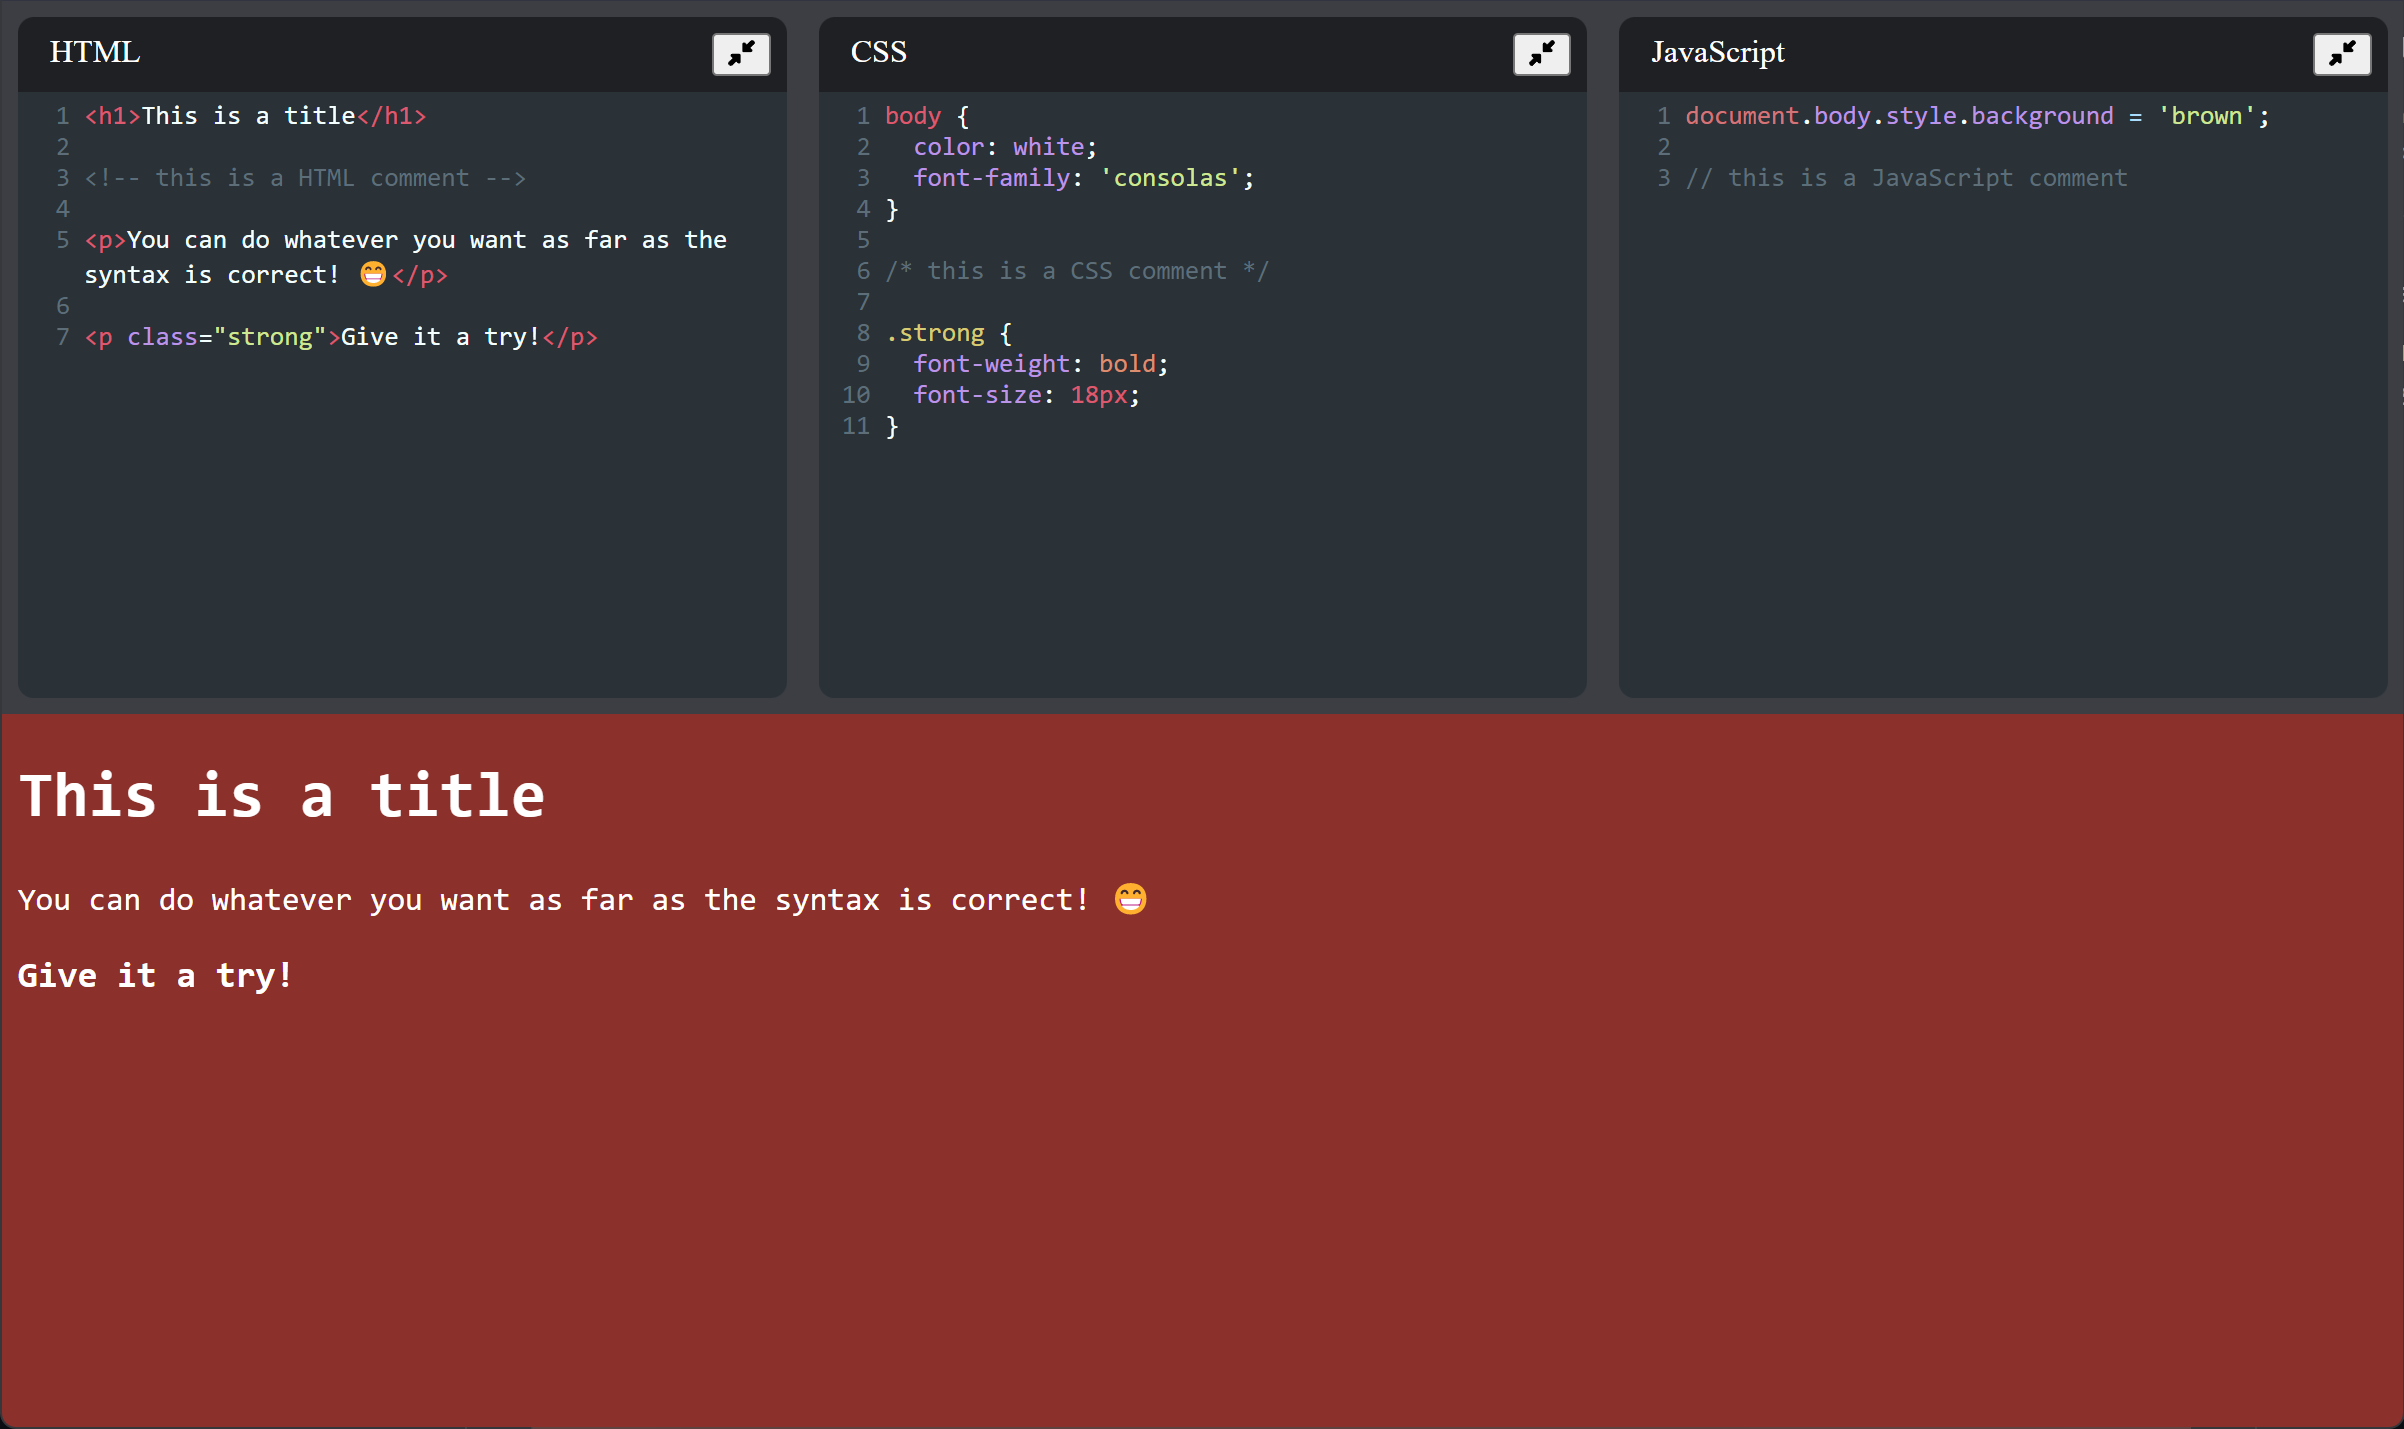 HTML
1 <h1>This is a title</h1>
2
3 <!-- this is a HTML comment -->
4
5 <p>You can do whatever you want as far as the
syntax is correct! 😁</p>
6
7 <p class="strong">Give it a try!</p>
CSS
1 body {
2   color: white;
3   font-family: 'consolas';
4 }
5
6 /* this is a CSS comment */
7
8 .strong {
9   font-weight: bold;
10   font-size: 18px;
11 }
JavaScript
1 document.body.style.background = 'brown';
2
3 // this is a JavaScript comment
This is a title
You can do whatever you want as far as the syntax is correct! 😁
Give it a try!